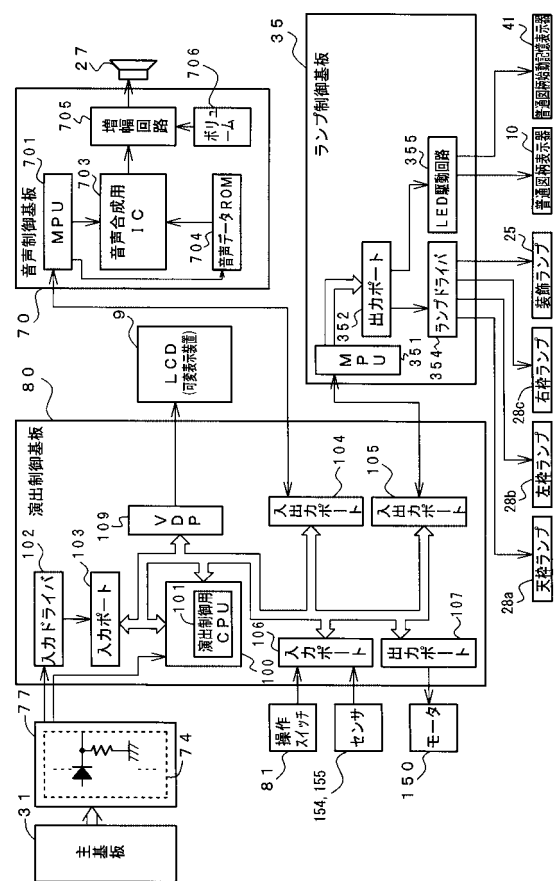 主基板
31
77
74
演出制御基板
80
入力ドライバ
102
入力ポート
103
演出制御用
CPU
101
100
VDP
109
LCD
(可変表示装置)
9
入出力ポート
104
入出力ポート
105
入力ポート
106
出力ポート
107
操作
スイッチ
81
センサ
154,155
モータ
150
音声制御基板
70
MPU
701
音声合成用
IC
703
音声データROM
704
増幅
回路
705
ボリューム
706
27
ランプ制御基板
35
MPU
351
出力ポート
352
ランプドライバ
354
LED駆動回路
355
天枠ランプ
28a
左枠ランプ
28b
右枠ランプ
28c
装飾ランプ
25
普通図柄表示器
10
普通図柄始動記憶表示器
41